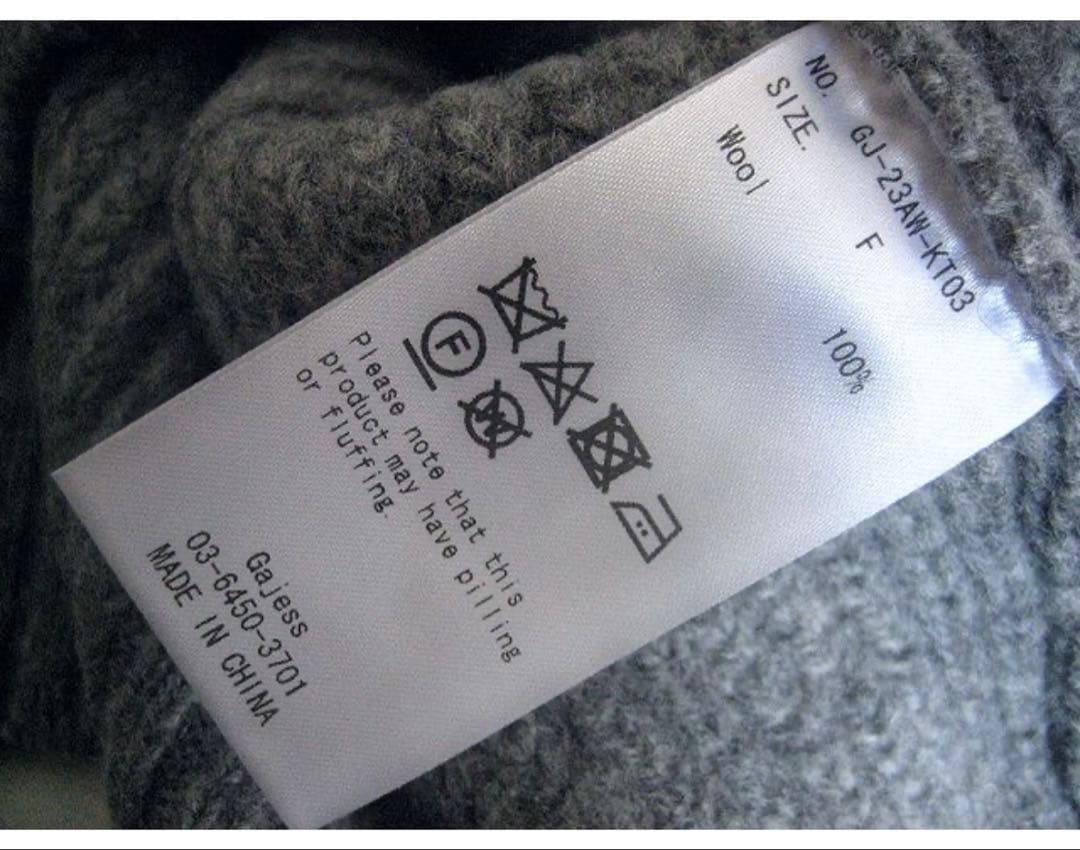 NO. GJ-23AW-KT03
SIZE. F
Wool 100%
F W
Please note that this
product may have pilling
or fluffing.
Gajess
03-6450-3701
MADE IN CHINA